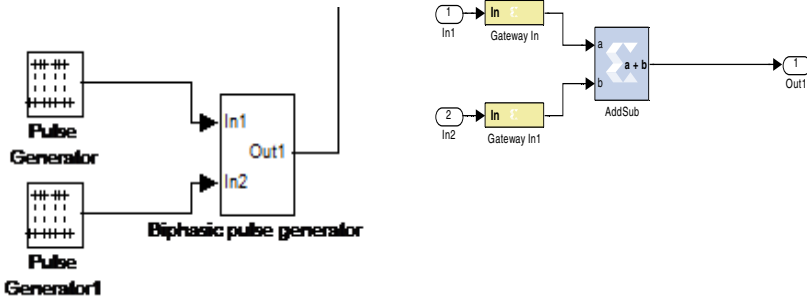 Pulse
Generator
In1
Out1
In2
Biphasic pulse generator
Pulse
Generator1
1
In1
In
Gateway In
a
a + b
b
AddSub
1
Out1
2
In2
In
Gateway In1